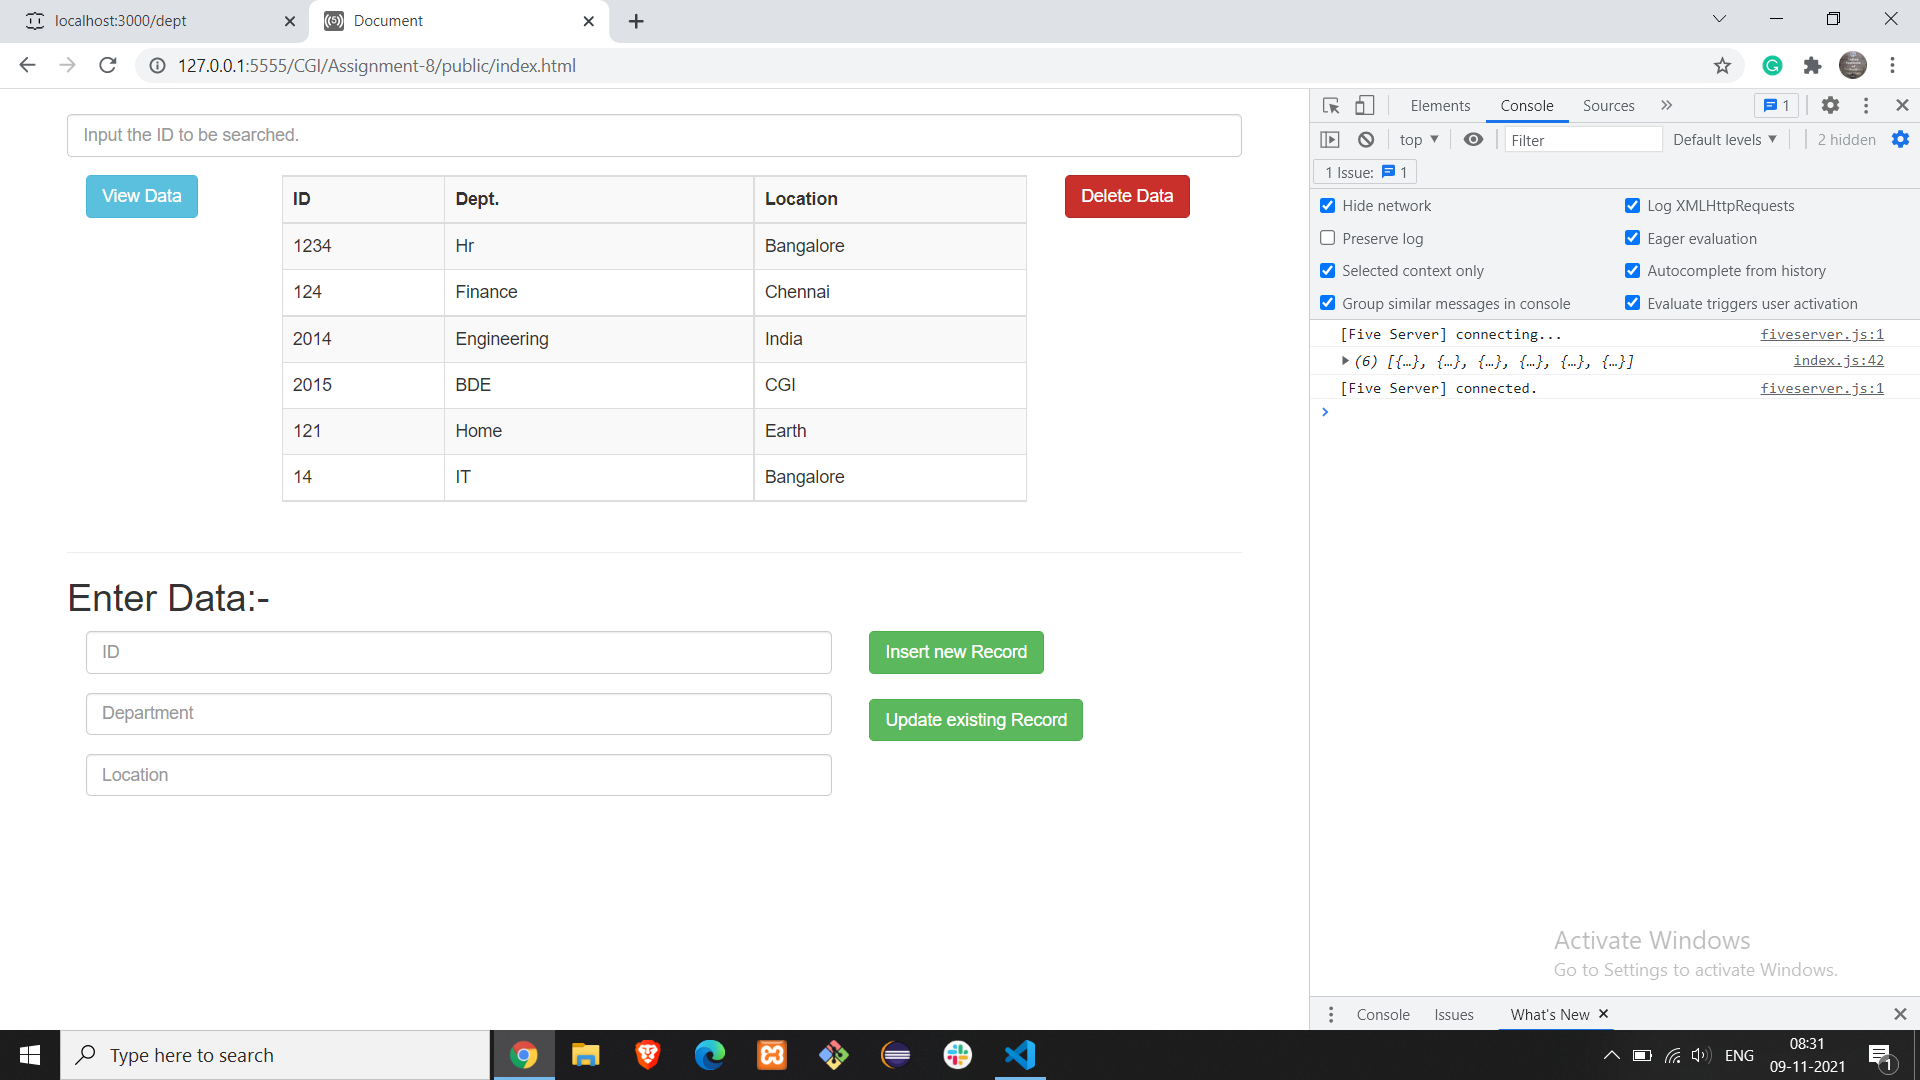 localhost:3000/dept
Document
127.0.0.1:5555/CGI/Assignment-8/public/index.html
Input the ID to be searched.
View Data
ID Dept. Location
1234 Hr Bangalore
124 Finance Chennai
2014 Engineering India
2015 BDE CGI
121 Home Earth
14 IT Bangalore
Delete Data
Enter Data:-
ID
Department
Location
Insert new Record
Update existing Record
Elements Console Sources » 1
top Filter Default levels 2 hidden
1 Issue: 1
Hide network Log XMLHttpRequests
Preserve log Eager evaluation
Selected context only Autocomplete from history
Group similar messages in console Evaluate triggers user activation
[Five Server] connecting... fiveserver.js:1
(6) [{…}, {…}, {…}, {…}, {…}, {…}] index.js:42
[Five Server] connected. fiveserver.js:1
Activate Windows
Go to Settings to activate Windows.
Console Issues What's New
Type here to search
ENG
08:31
09-11-2021
1